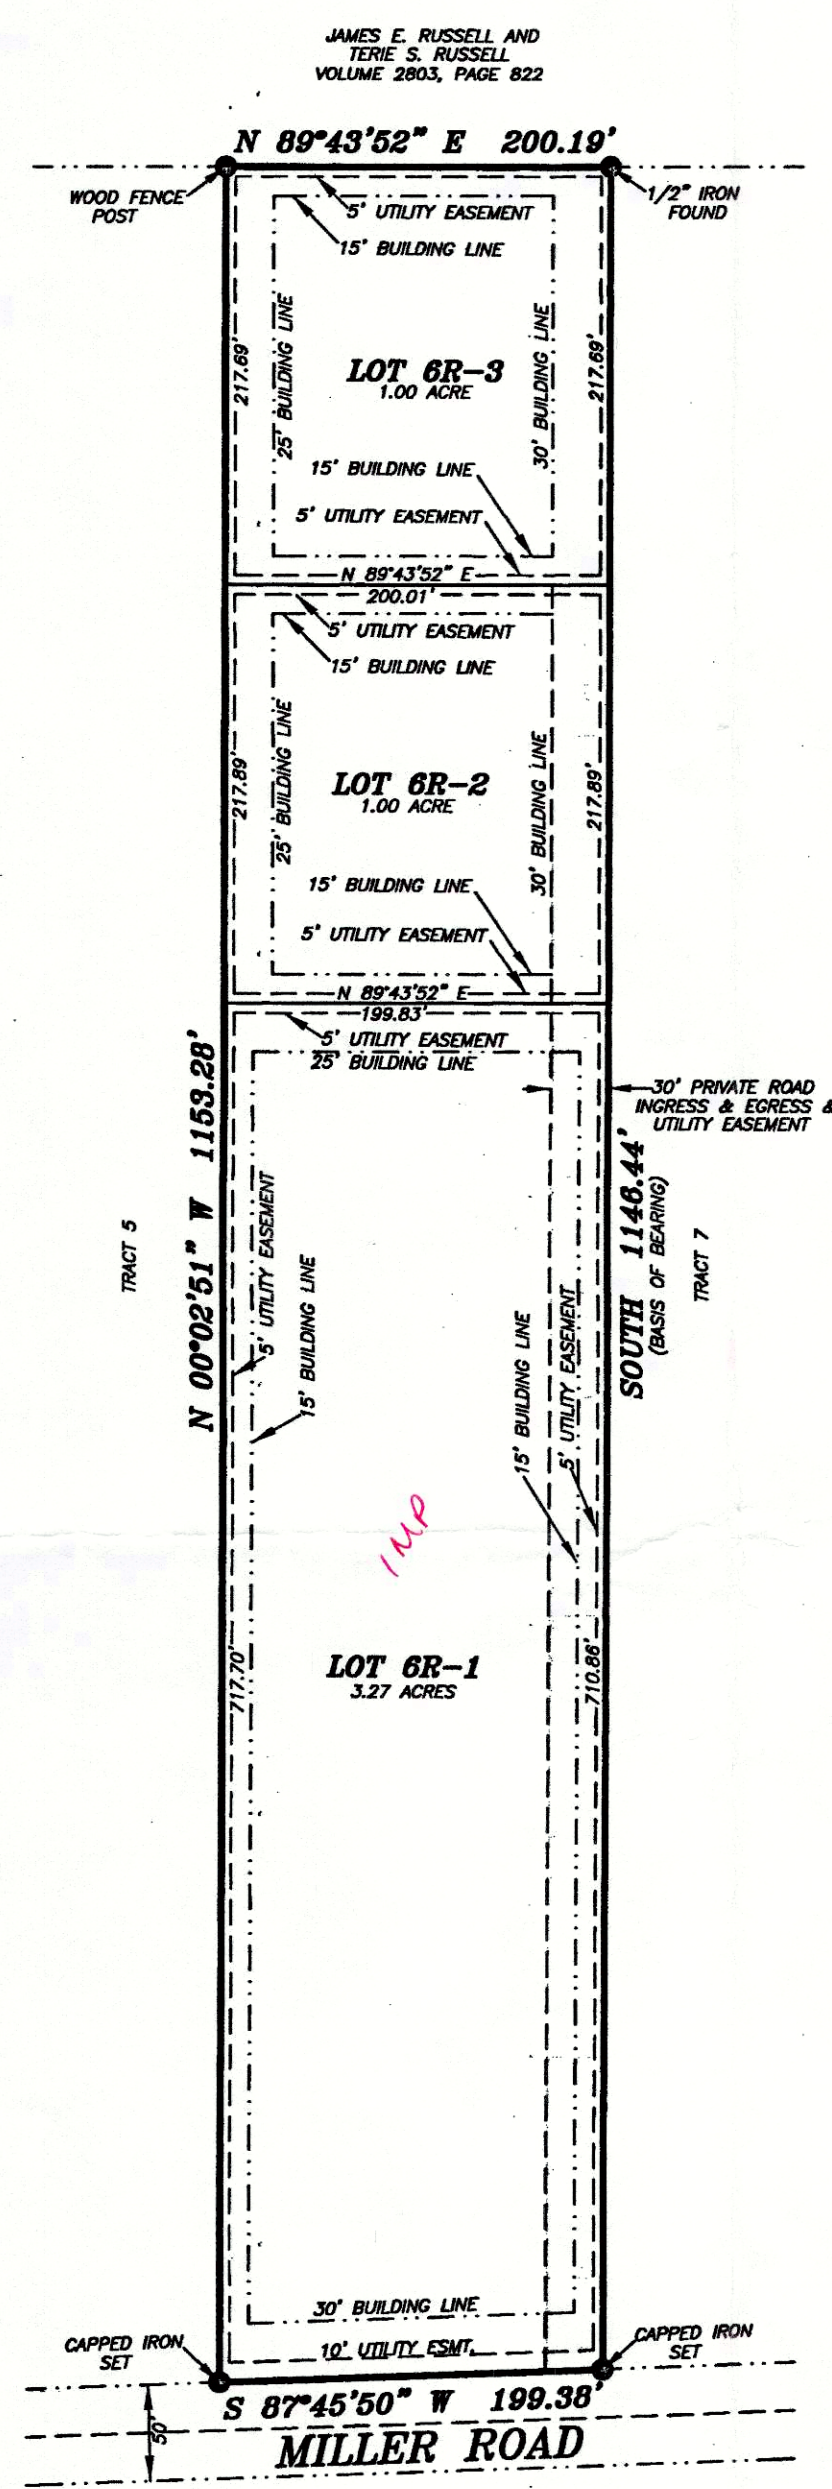 JAMES E. RUSSELL AND
TERIE S. RUSSELL
VOLUME 2803, PAGE 822
N 89°43'52" E 200.19'
WOOD FENCE
POST
1/2" IRON
FOUND
5' UTILITY EASEMENT
15' BUILDING LINE
217.69'
25' BUILDING LINE
LOT 6R-3
1.00 ACRE
30' BUILDING LINE
217.69'
15' BUILDING LINE
5' UTILITY EASEMENT
N 89°43'52" E
200.01'
5' UTILITY EASEMENT
15' BUILDING LINE
217.89'
25' BUILDING LINE
LOT 6R-2
1.00 ACRE
30' BUILDING LINE
217.89'
15' BUILDING LINE
5' UTILITY EASEMENT
N 89°43'52" E
199.83'
5' UTILITY EASEMENT
25' BUILDING LINE
30' PRIVATE ROAD
INGRESS & EGRESS &
UTILITY EASEMENT
TRACT 5
N 00°02'51" W 1153.28'
5' UTILITY EASEMENT
15' BUILDING LINE
15' BUILDING LINE
5' UTILITY EASEMENT
SOUTH 1146.44'
(BASIS OF BEARING)
TRACT 7
1MP
717.70'
LOT 6R-1
3.27 ACRES
710.86'
30' BUILDING LINE
10' UTILITY ESMT.
CAPPED IRON
SET
CAPPED IRON
SET
S 87°45'50" W 199.38'
50'
MILLER ROAD